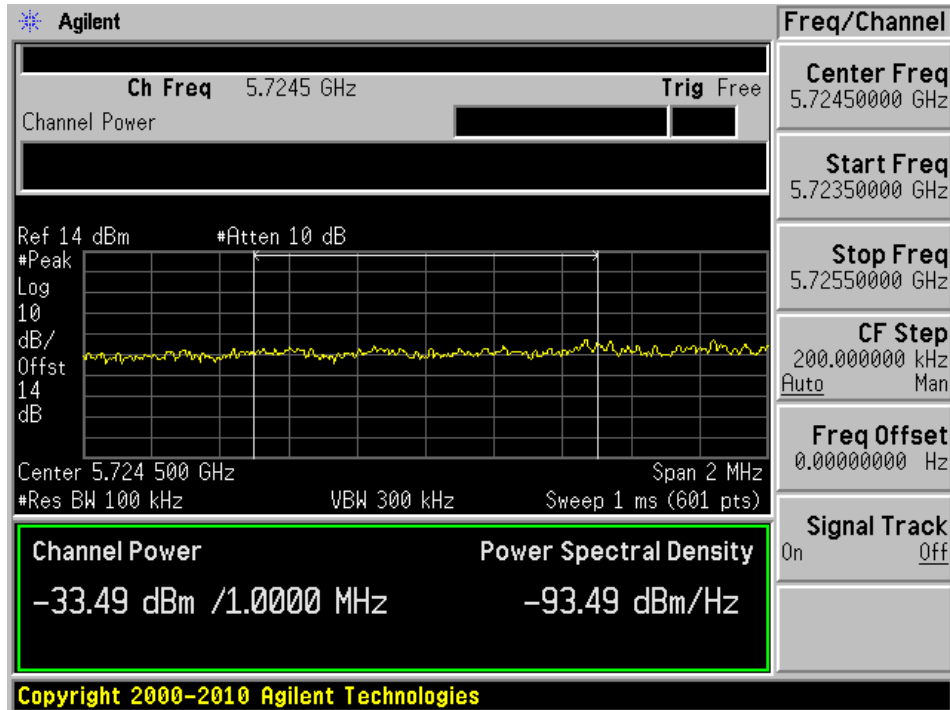 Agilent
Freq/Channel
Ch Freq 5.7245 GHz Trig Free
Channel Power
Center Freq
5.72450000 GHz
Start Freq
5.72350000 GHz
Stop Freq
5.72550000 GHz
CF Step
200.000000 kHz
Auto Man
Freq Offset
0.00000000 Hz
Signal Track
On Off
Ref 14 dBm #Atten 10 dB
#Peak
Log
10
dB/
Offst
14
dB
Center 5.724 500 GHz Span 2 MHz
#Res BW 100 kHz VBW 300 kHz Sweep 1 ms (601 pts)
Channel Power Power Spectral Density
-33.49 dBm /1.0000 MHz -93.49 dBm/Hz
Copyright 2000-2010 Agilent Technologies